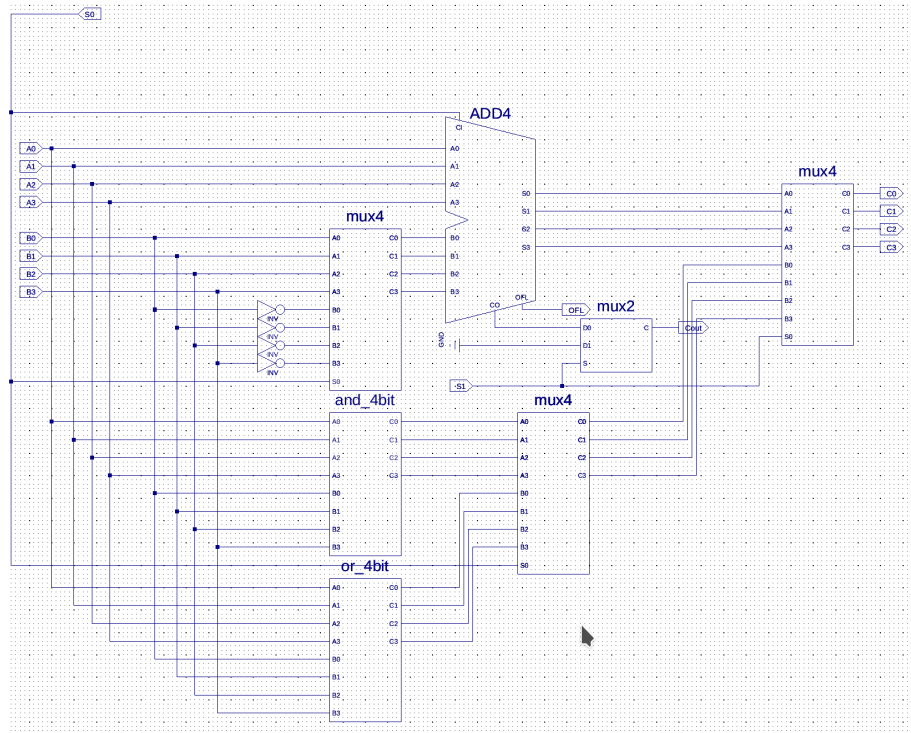 S0
ADD4
CI
A0 A0
A1 A1
A2 A2
A3 A3
S0
S1
S2
S3
CO
OFL
mux4
A0 C0 C0
A1 C1 C1
A2 C2 C2
A3 C3 C3
B0
B1
B2
B3
S0
mux4
B0 A0 C0 B0
B1 A1 C1 B1
B2 A2 C2 B2
B3 A3 C3 B3
B0
INV
B1
INV
B2
INV
B3
INV
S0
OFL
mux2
D0 C Cout
GND D1
S
S1
and_4bit
A0 C0
A1 C1
A2 C2
A3 C3
B0
B1
B2
B3
mux4
A0 C0
A1 C1
A2 C2
A3 C3
B0
B1
B2
B3
S0
or_4bit
A0 C0
A1 C1
A2 C2
A3 C3
B0
B1
B2
B3